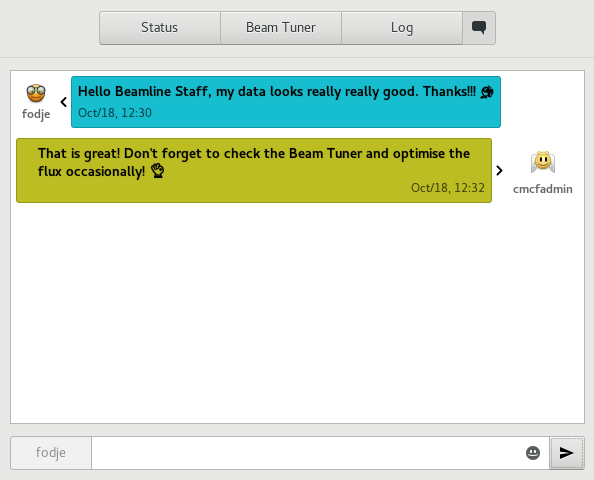 Status
Beam Tuner
Log
Hello Beamline Staff, my data looks really really good. Thanks!!!
fodje
Oct/18, 12:30
That is great! Don't forget to check the Beam Tuner and optimise the
flux occasionally! 👌
Oct/18, 12:32
cmcfadmin
fodje